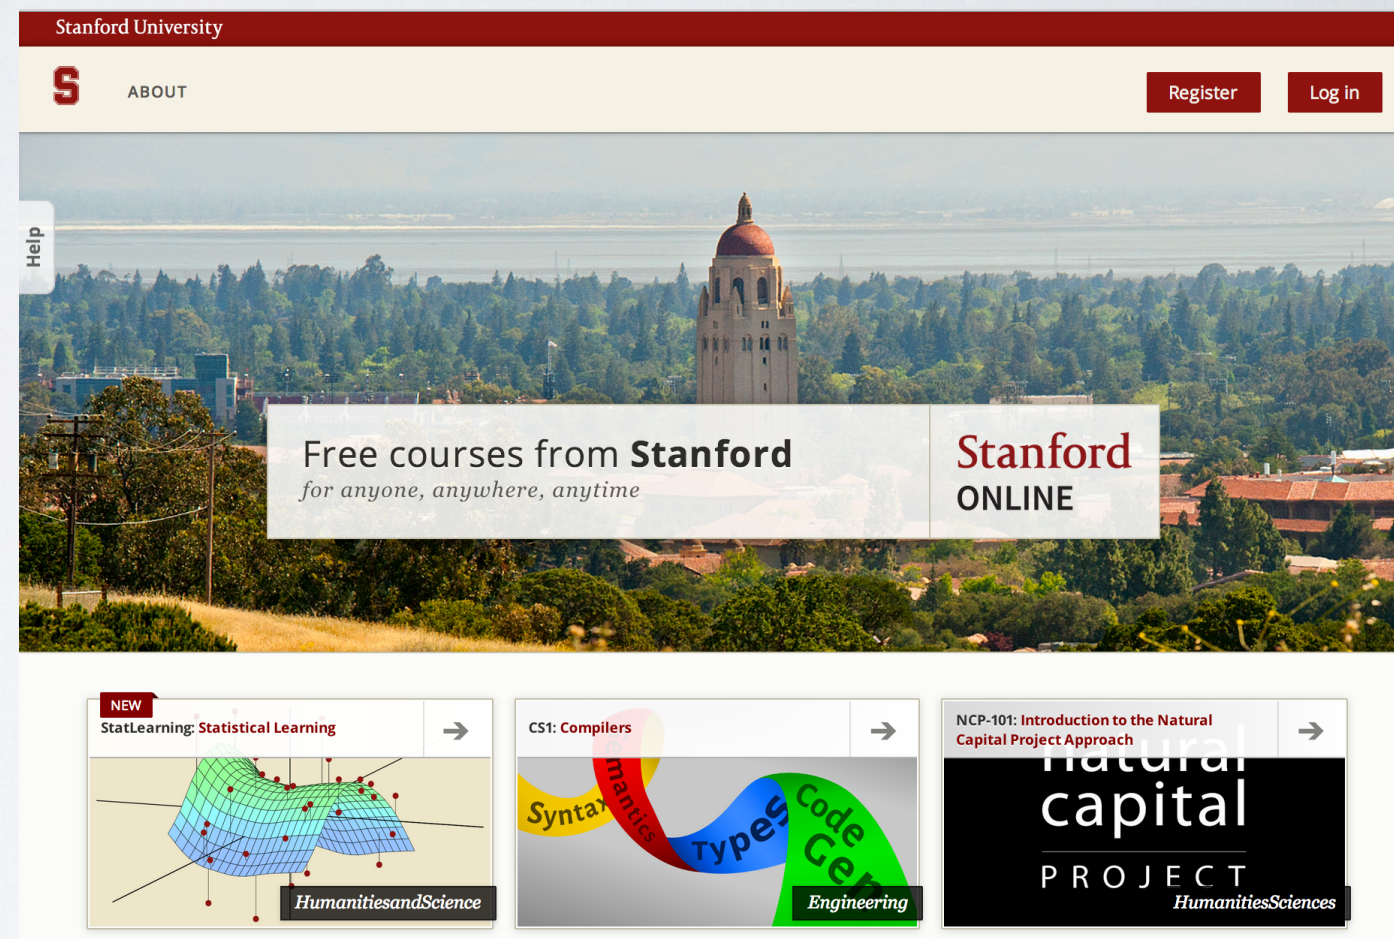 Stanford University
S
ABOUT
Register
Log in
Help
Free courses from Stanford
for anyone, anywhere, anytime
Stanford
ONLINE
NEW
StatLearning: Statistical Learning
HumanitiesandScience
CS1: Compilers
Syntax
emantics
Types
Code
Gen
Engineering
NCP-101: Introduction to the Natural
Capital Project Approach
natural
capital
PROJECT
HumanitiesSciences